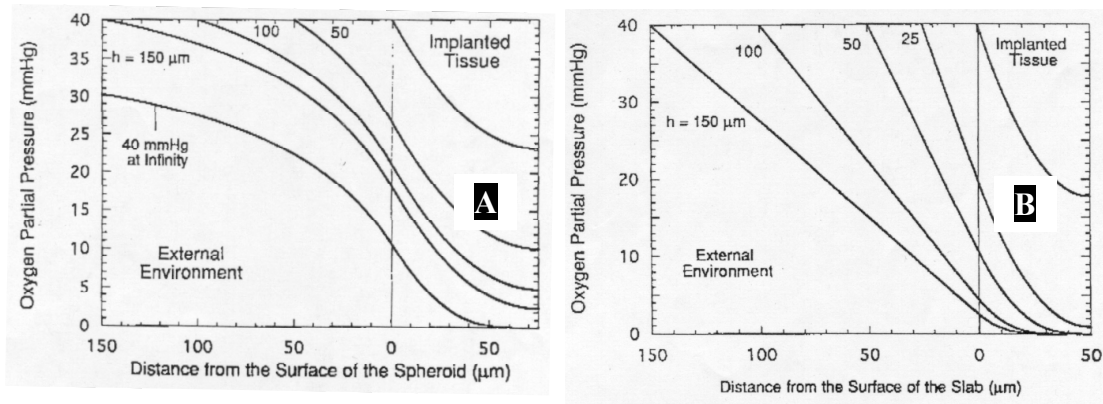 Oxygen Partial Pressure (mmHg)
40
35
30
25
20
15
10
5
0
100
50
h = 150 μm
Implanted
Tissue
40 mmHg
at Infinity
A
External
Environment
150
100
50
0
50
Distance from the Surface of the Spheroid (μm)
Oxygen Partial Pressure (mmHg)
40
30
20
10
0
100
50
25
h = 150 μm
Implanted
Tissue
B
External
Environment
150
100
50
0
50
Distance from the Surface of the Slab (μm)